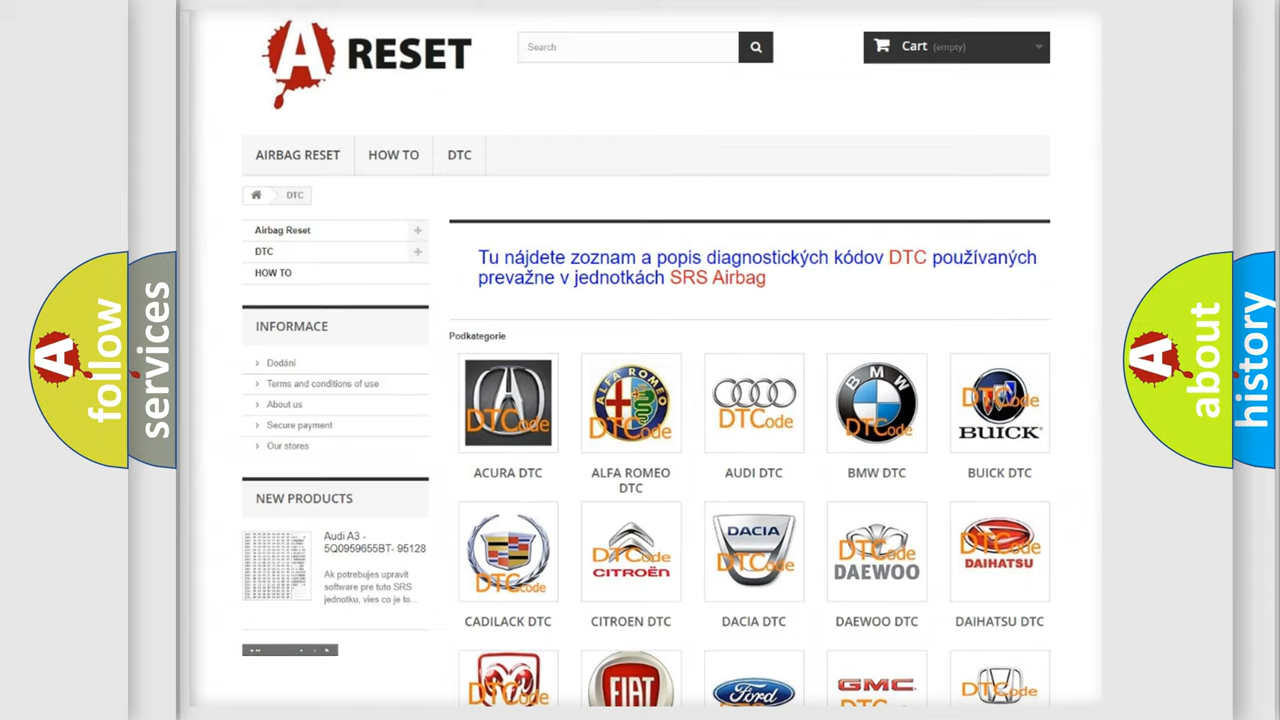 A RESET
Search
Cart (empty)
AIRBAG RESET
HOW TO
DTC
DTC
Airbag Reset
DTC
HOW TO
Tu nájdete zoznam a popis diagnostických kódov DTC používaných
prevažne v jednotkách SRS Airbag
INFORMACE
Dodání
Terms and conditions of use
About us
Secure payment
Our stores
NEW PRODUCTS
Audi A3 -
5Q0959655BT- 95128
Ak potrebujes upravit
software pre tuto SRS
jednotku, vies co je to...
Podkategorie
DTCode
ALFA ROMEO
DTCode
DTCode
BMW
DTCode
DTCode
BUICK
ACURA DTC
ALFA ROMEO
DTC
AUDI DTC
BMW DTC
BUICK DTC
DTCode
DTCode
CITROËN
DACIA
DTCode
DTCode
DAEWOO
DTCode
DAIHATSU
CADILACK DTC
CITROEN DTC
DACIA DTC
DAEWOO DTC
DAIHATSU DTC
DTCode
FIAT
Ford
GMC
DTCode
A follow
services
A about
history